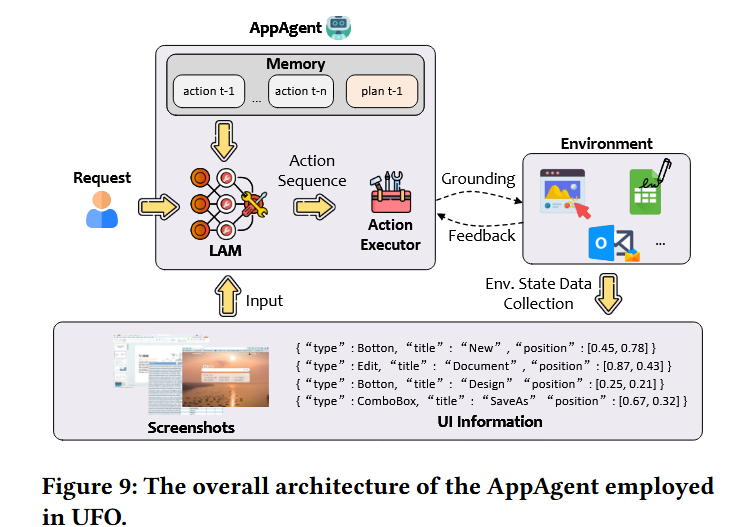 AppAgent
Memory
action t-1
...
action t-n
plan t-1
Request
LAM
Action
Sequence
Action
Executor
Grounding
Feedback
Environment
...
Input
Env. State Data
Collection
Screenshots
{ “type” : Botton, “title” : “New” , “position” : [0.45, 0.78] }
{ “type” : Edit, “title” : “Document” , “position” : [0.87, 0.43] }
{ “type” : Botton, “title” : “Design” “position” : [0.25, 0.21] }
{ “type” : ComboBox, “title” : “SaveAs” “position” : [0.67, 0.32] }
UI Information
Figure 9: The overall architecture of the AppAgent employed
in UFO.